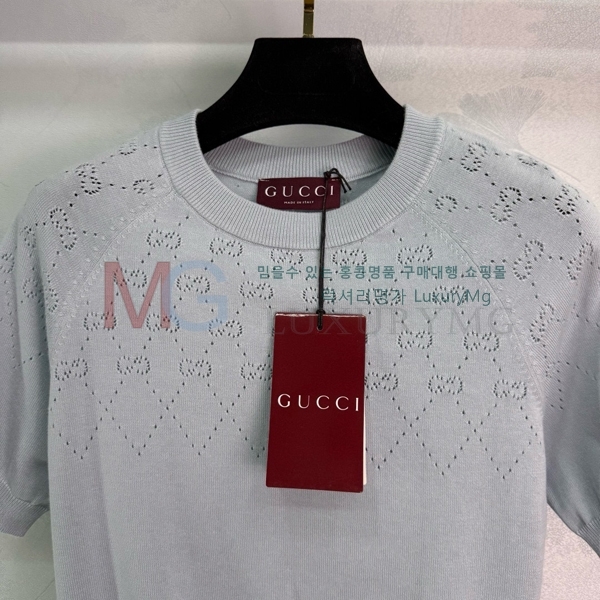 GUCCI
MADE IN ITALY
MG
믿을수 있는 홍콩명품 구매대행 쇼핑몰
럭셔리명가 LuxuryMg
LUXURYMG
GUCCI